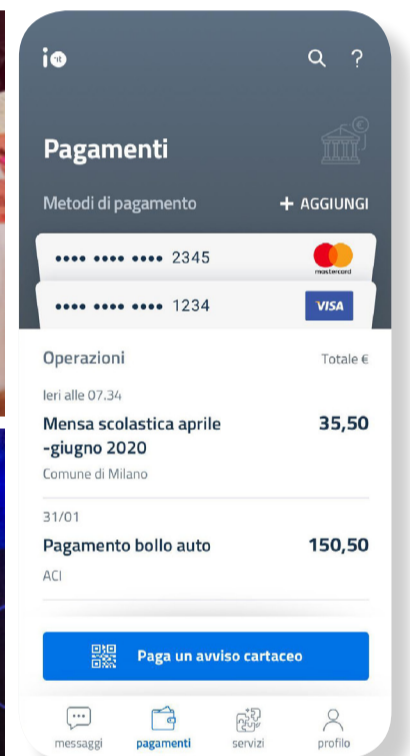 io
it
?
Pagamenti
Metodi di pagamento + AGGIUNGI
•••• •••• •••• 2345
mastercard
•••• •••• •••• 1234
VISA
Operazioni Totale €
Ieri alle 07.34
Mensa scolastica aprile 35,50
-giugno 2020
Comune di Milano
31/01
Pagamento bollo auto 150,50
ACI
Paga un avviso cartaceo
messaggi pagamenti servizi profilo